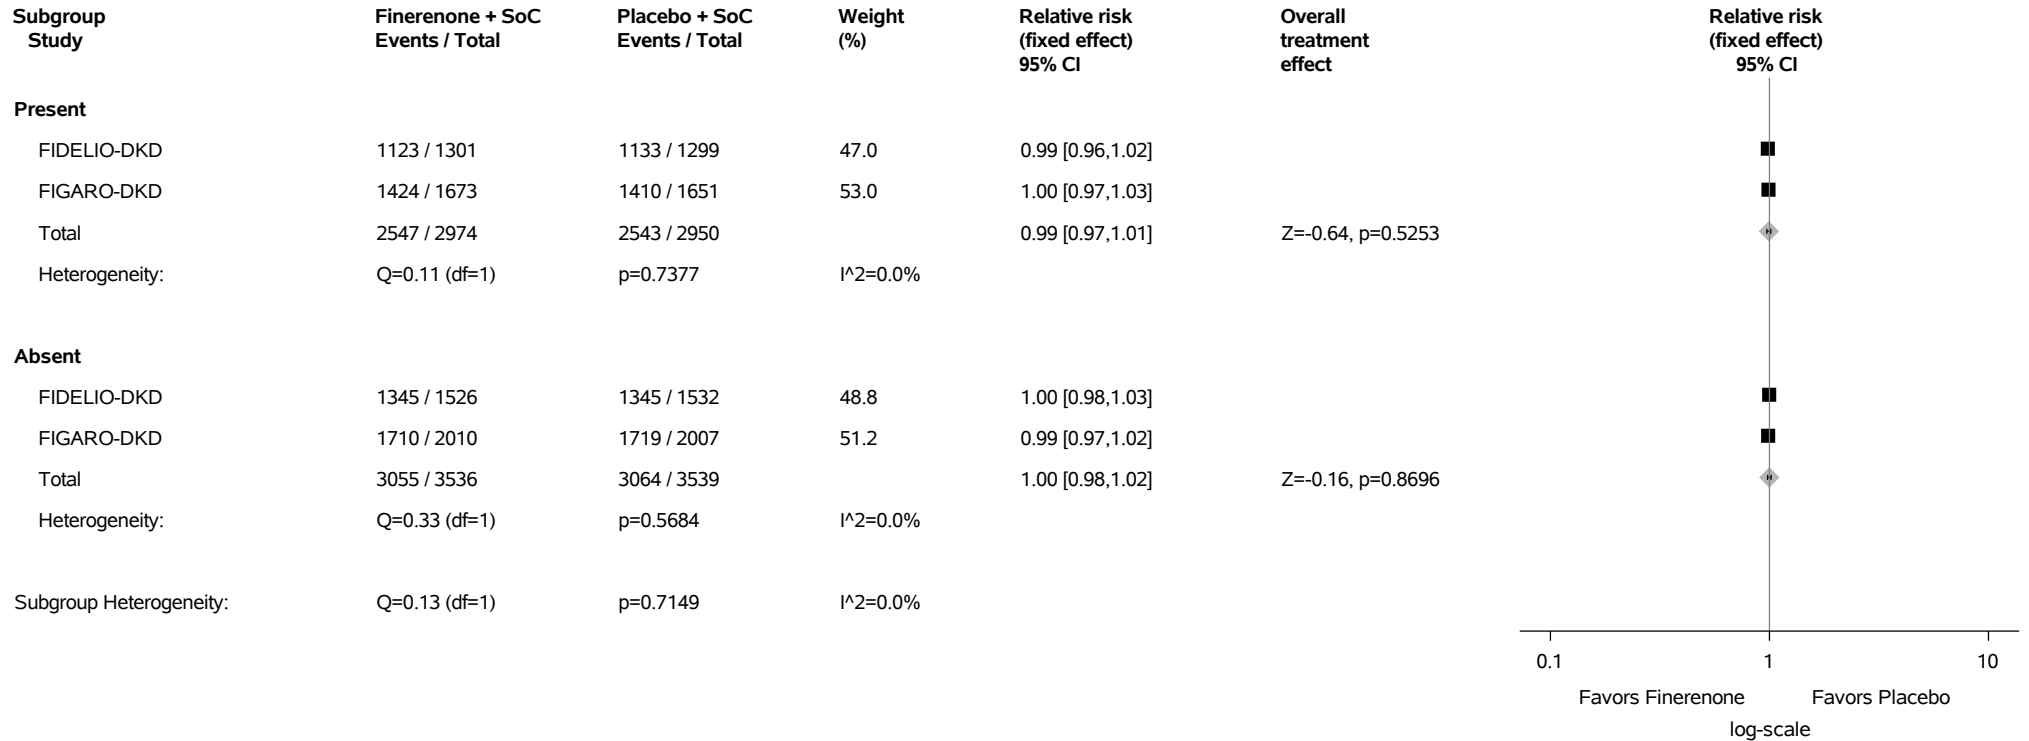 Subgroup Finerenone + SoC Placebo + SoC Weight Relative risk Overall Relative risk
Study Events / Total Events / Total (%) (fixed effect) treatment (fixed effect)
95% CI effect 95% CI
Present
FIDELIO-DKD 1123 / 1301 1133 / 1299 47.0 0.99 [0.96,1.02]
FIGARO-DKD 1424 / 1673 1410 / 1651 53.0 1.00 [0.97,1.03]
Total 2547 / 2974 2543 / 2950 0.99 [0.97,1.01] Z=-0.64, p=0.5253
Heterogeneity: Q=0.11 (df=1) p=0.7377 I^2=0.0%
Absent
FIDELIO-DKD 1345 / 1526 1345 / 1532 48.8 1.00 [0.98,1.03]
FIGARO-DKD 1710 / 2010 1719 / 2007 51.2 0.99 [0.97,1.02]
Total 3055 / 3536 3064 / 3539 1.00 [0.98,1.02] Z=-0.16, p=0.8696
Heterogeneity: Q=0.33 (df=1) p=0.5684 I^2=0.0%
Subgroup Heterogeneity: Q=0.13 (df=1) p=0.7149 I^2=0.0%
0.1 1 10
Favors Finerenone Favors Placebo
log-scale